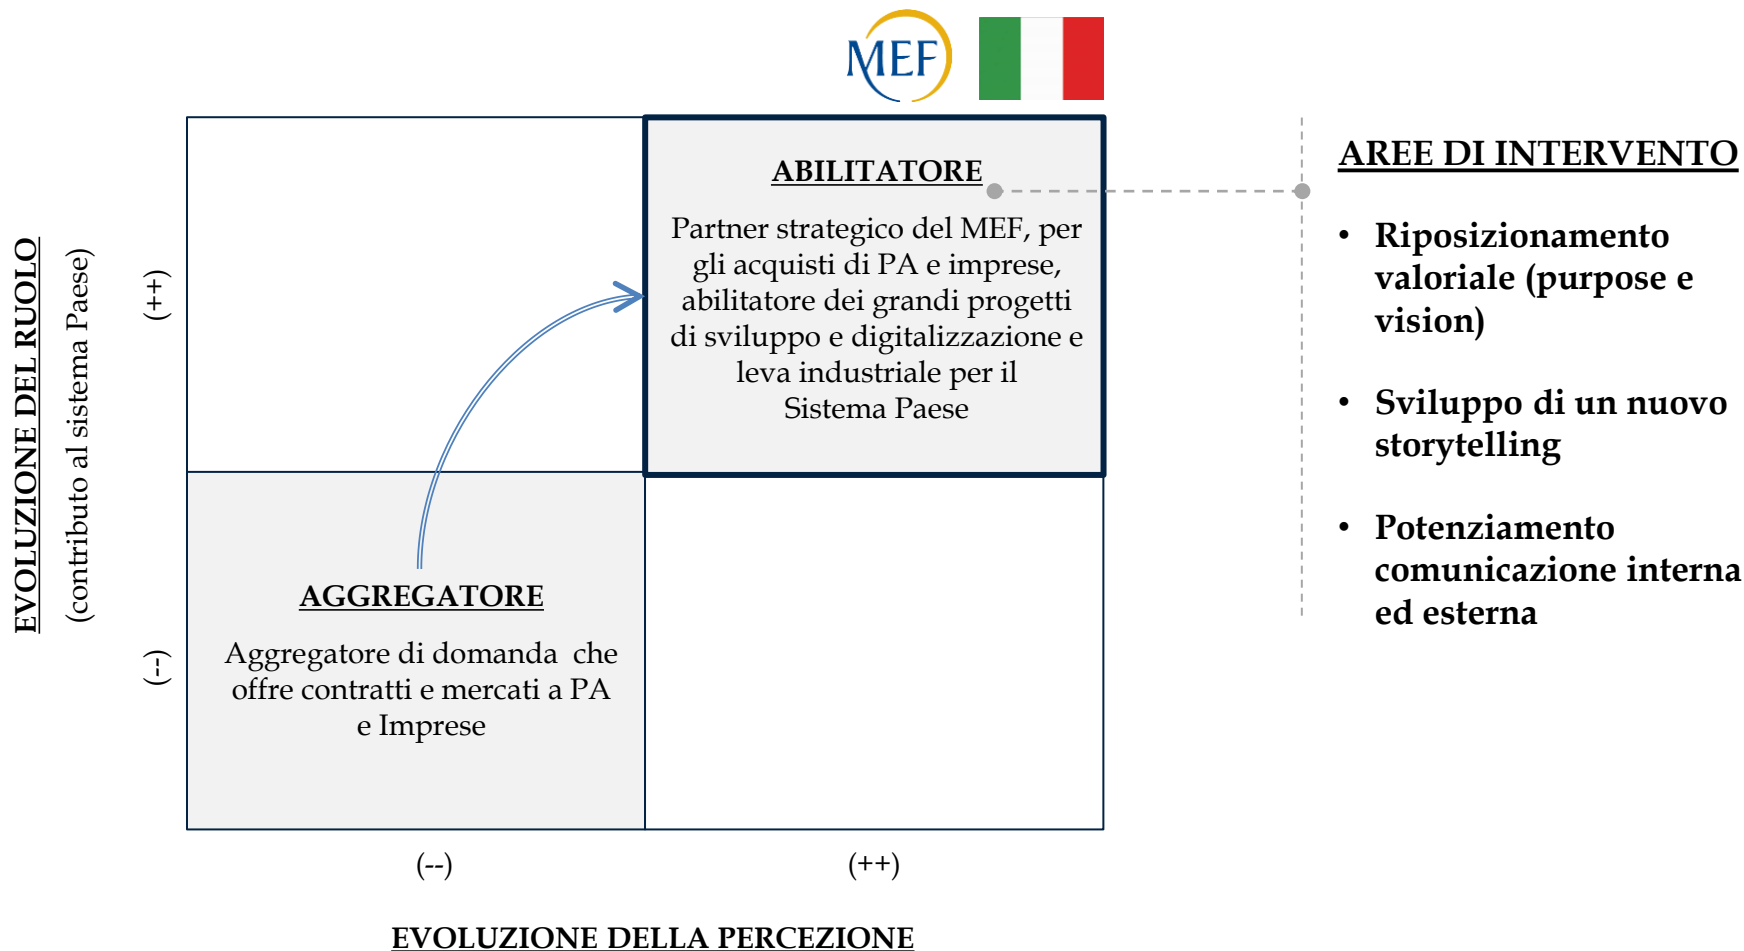 MEF
ABILITATORE
Partner strategico del MEF, per
gli acquisti di PA e imprese,
abilitatore dei grandi progetti
di sviluppo e digitalizzazione e
leva industriale per il
Sistema Paese
AREE DI INTERVENTO
• Riposizionamento
valoriale (purpose e
vision)
• Sviluppo di un nuovo
storytelling
• Potenziamento
comunicazione interna
ed esterna
EVOLUZIONE DEL RUOLO
(contributo al sistema Paese)
(++)
(--)
AGGREGATORE
Aggregatore di domanda  che
offre contratti e mercati a PA
e Imprese
(--)
(++)
EVOLUZIONE DELLA PERCEZIONE